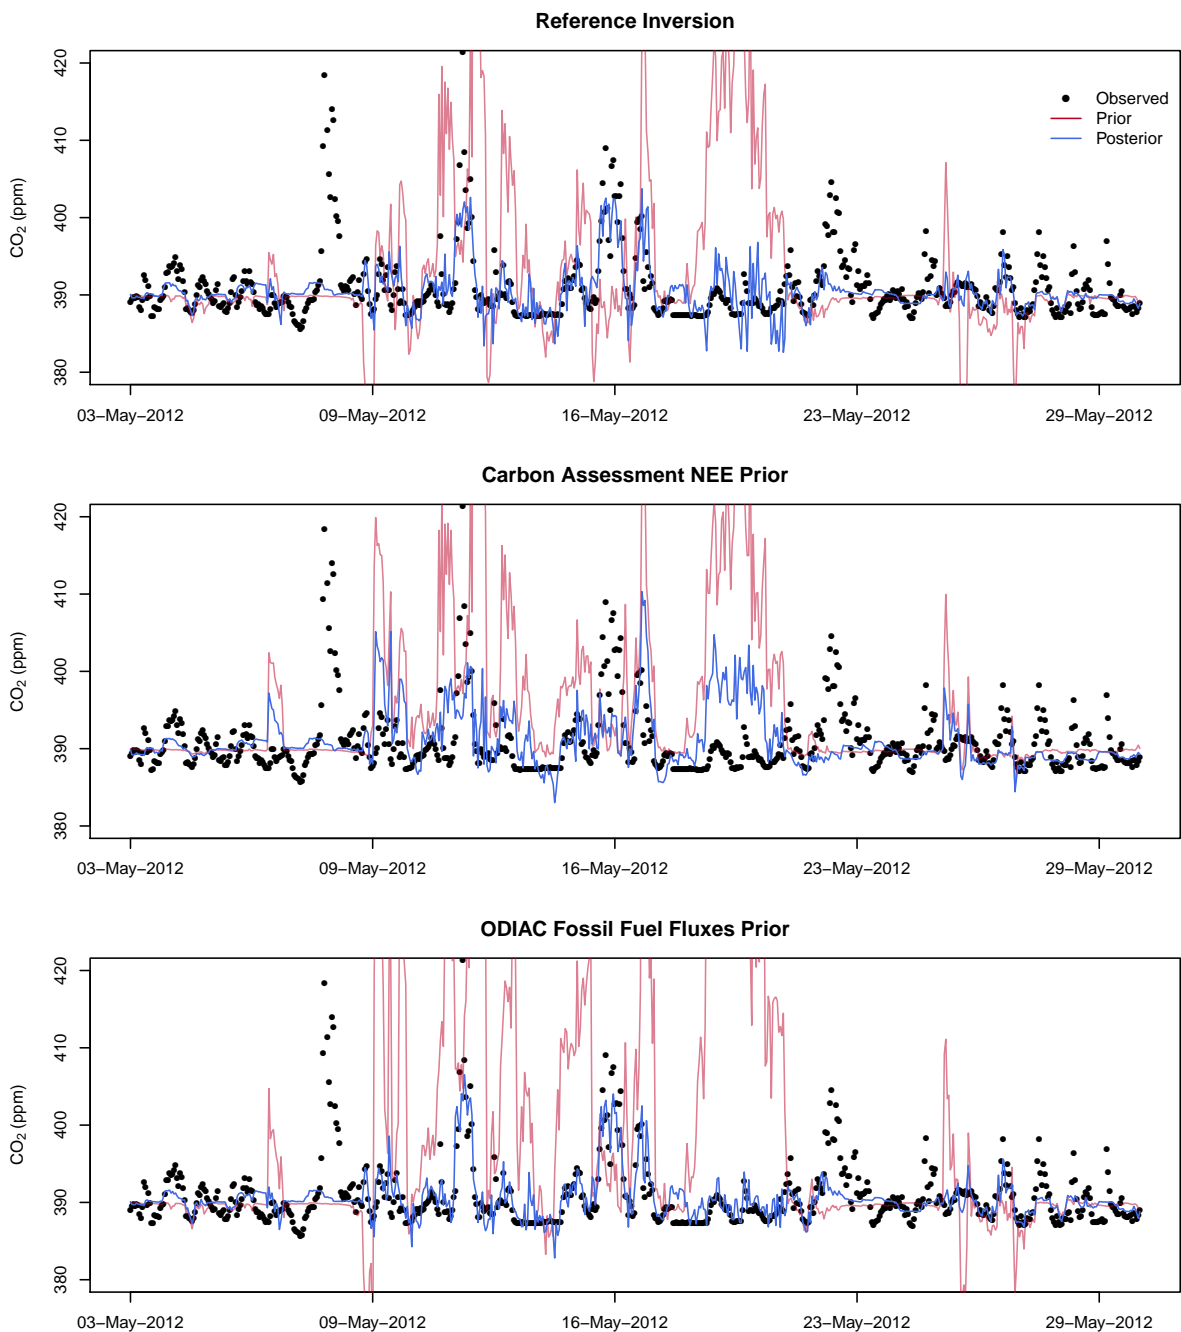 Reference Inversion
420
410
400
390
380
CO2 (ppm)
Observed
Prior
Posterior
03−May−2012 09−May−2012 16−May−2012 23−May−2012 29−May−2012
Carbon Assessment NEE Prior
420
410
400
390
380
CO2 (ppm)
03−May−2012 09−May−2012 16−May−2012 23−May−2012 29−May−2012
ODIAC Fossil Fuel Fluxes Prior
420
410
400
390
380
CO2 (ppm)
03−May−2012 09−May−2012 16−May−2012 23−May−2012 29−May−2012